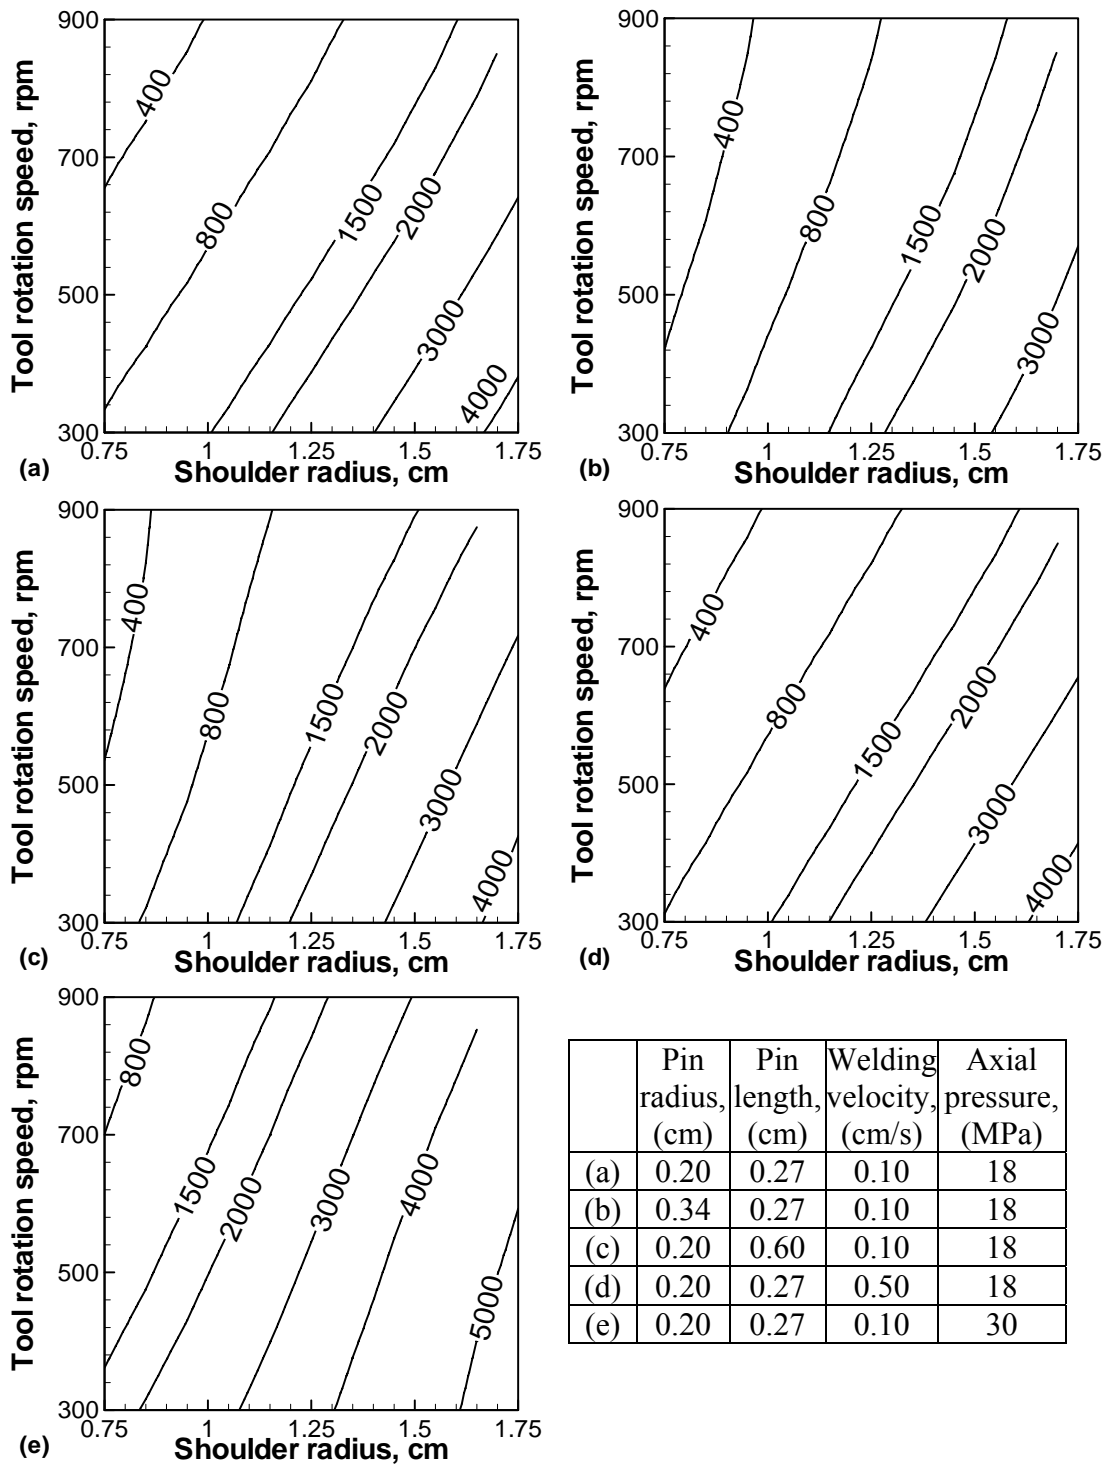 900
700
500
300
Tool rotation speed, rpm
400
800
1500
2000
3000
4000
0.75 1 1.25 1.5 1.75
(a) Shoulder radius, cm
900
700
500
300
Tool rotation speed, rpm
400
800
1500
2000
3000
0.75 1 1.25 1.5 1.75
(b) Shoulder radius, cm
900
700
500
300
Tool rotation speed, rpm
400
800
1500
2000
3000
4000
0.75 1 1.25 1.5 1.75
(c) Shoulder radius, cm
900
700
500
300
Tool rotation speed, rpm
400
800
1500
2000
3000
4000
0.75 1 1.25 1.5 1.75
(d) Shoulder radius, cm
900
700
500
300
Tool rotation speed, rpm
800
1500
2000
3000
4000
5000
0.75 1 1.25 1.5 1.75
(e) Shoulder radius, cm
Pin Pin Welding Axial
radius, length, velocity, pressure,
(cm) (cm) (cm/s) (MPa)
(a) 0.20 0.27 0.10 18
(b) 0.34 0.27 0.10 18
(c) 0.20 0.60 0.10 18
(d) 0.20 0.27 0.50 18
(e) 0.20 0.27 0.10 30